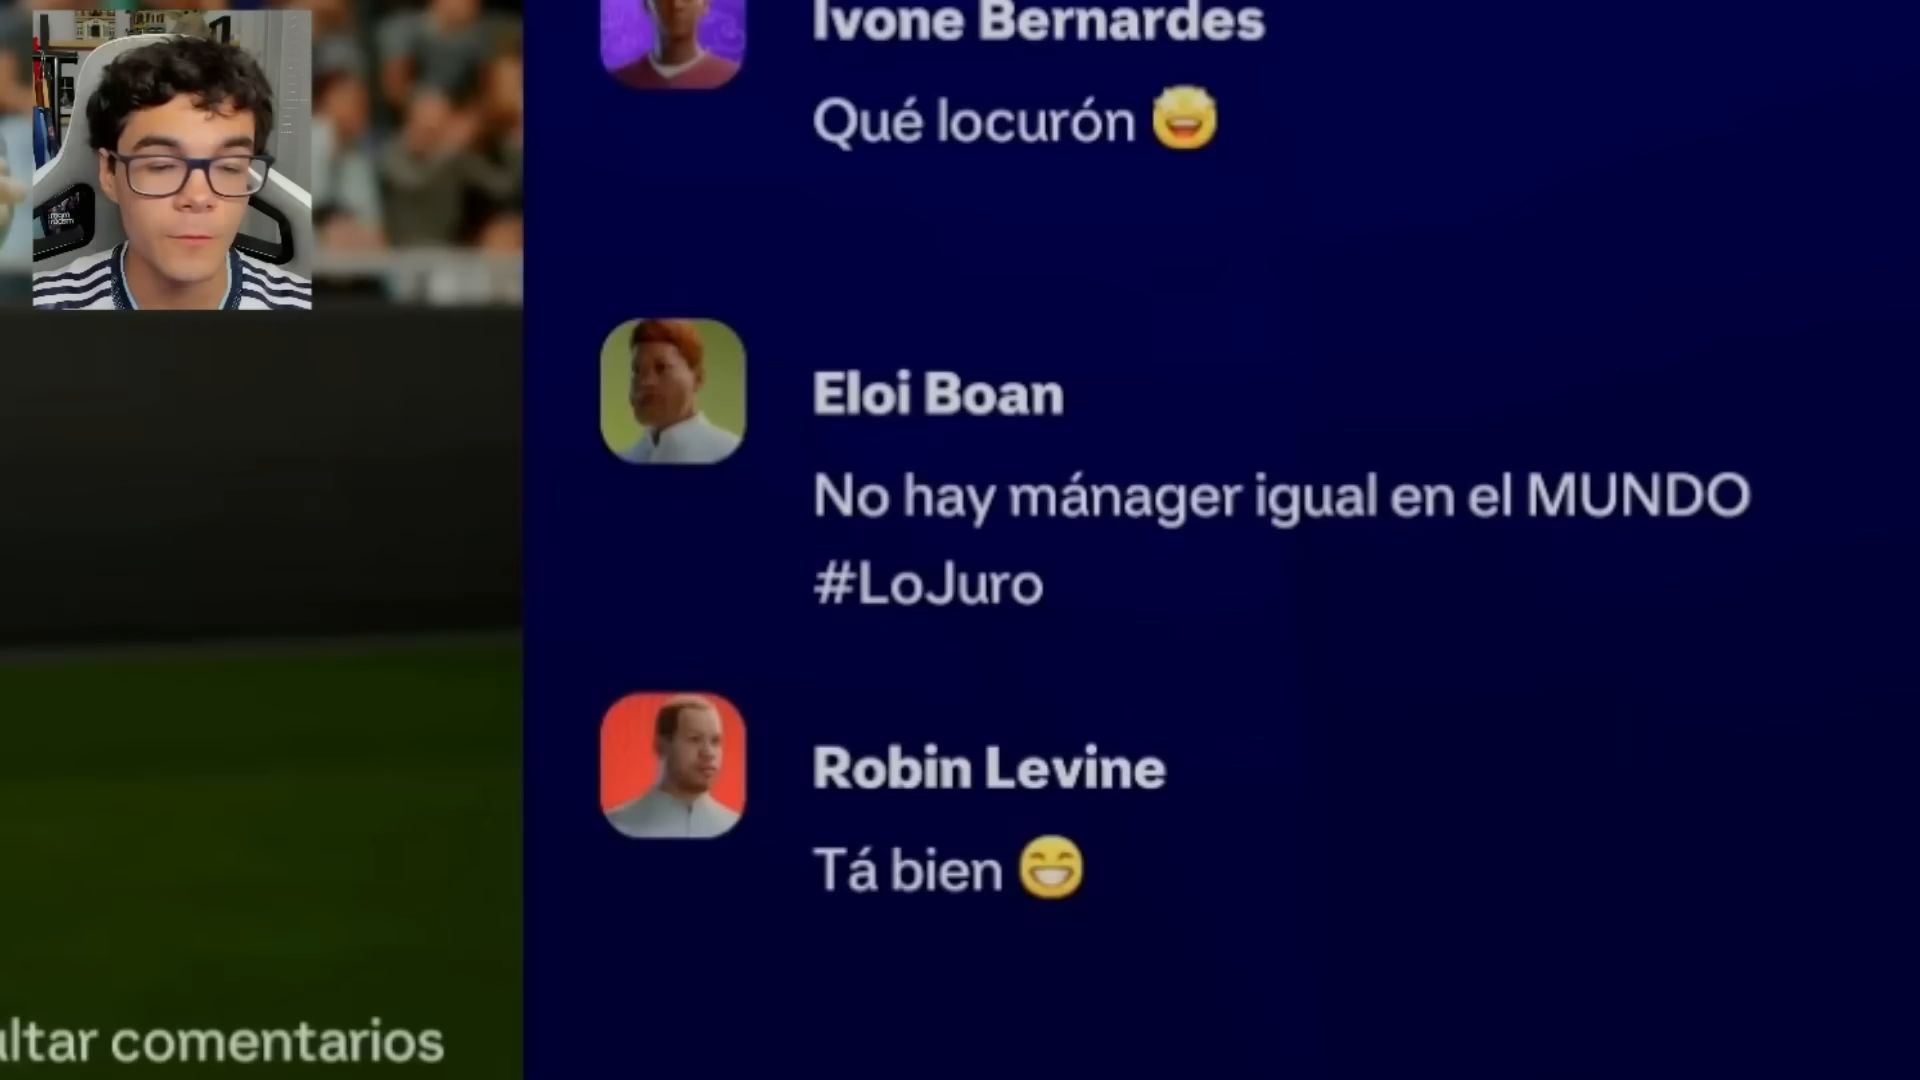 Ivone Bernardes
Qué locurón 🤩
Eloi Boan
No hay mánager igual en el MUNDO
#LoJuro
Robin Levine
Tá bien 😁
ultar comentarios